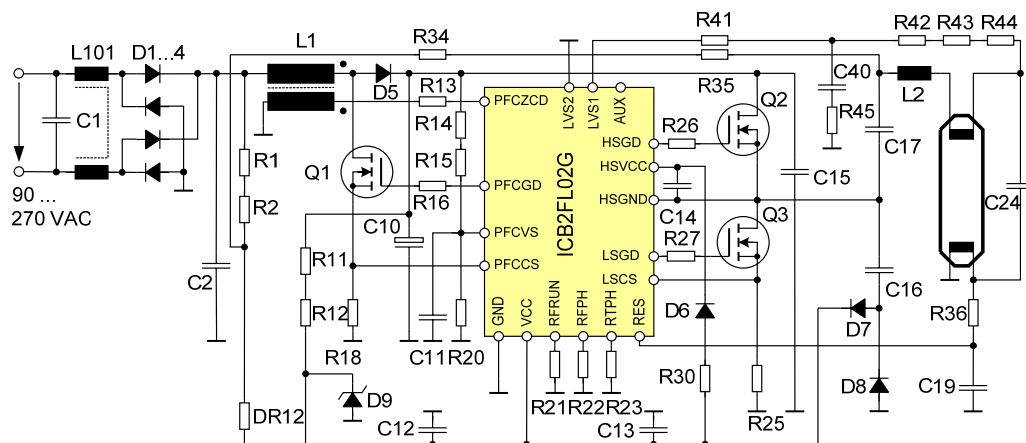 R41
R42
R43
R44
L101
D1...4
L1
R34
D5
R35
C40
R45
L2
C1
R13
R14
PFCZCD
LVS2
LVS1
AUX
Q2
R26
HSGD
R1
Q1
R15
HSVCC
C17
90 ...
270 VAC
R2
R16
PFCGD
ICB2FL02G
HSGND
C14
C15
C24
C10
PFCVS
Q3
R27
LSGD
C2
R11
PFCCS
LSCS
C16
R12
GND
VCC
RFRUN
RFPH
RTPH
RES
D6
D7
R36
R18
C11
R20
R30
D8
C19
D9
R21
R22
R23
R25
DR12
C12
C13